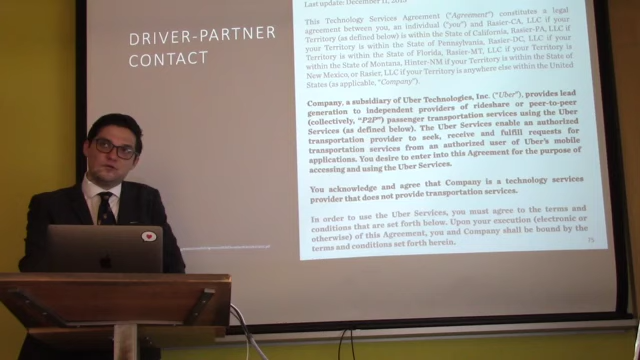 Last update: December 11, 2015
DRIVER-PARTNER
CONTACT
This Technology Services Agreement ("Agreement") constitutes a legal
agreement between you, an individual ("you") and Rasier-CA, LLC if your
Territory (as defined below) is within the State of California, Rasier-PA, LLC if
your Territory is within the State of Pennsylvania, Rasier-DC, LLC if your
Territory is within the State of Florida, Rasier-MT, LLC if your Territory is
within the State of Montana, Hinter-NM if your Territory is within the State of
New Mexico, or Rasier, LLC if your Territory is anywhere else within the United
States (as applicable, "Company").
Company, a subsidiary of Uber Technologies, Inc. ("Uber"), provides lead
generation to independent providers of rideshare or peer-to-peer
(collectively, "P2P") passenger transportation services using the Uber
Services (as defined below). The Uber Services enable an authorized
transportation provider to seek, receive and fulfill requests for
transportation services from an authorized user of Uber's mobile
applications. You desire to enter into this Agreement for the purpose of
accessing and using the Uber Services.
You acknowledge and agree that Company is a technology services
provider that does not provide transportation services.
In order to use the Uber Services, you must agree to the terms and
conditions that are set forth below. Upon your execution (electronic or
otherwise) of this Agreement, you and Company shall be bound by the
terms and conditions set forth herein.